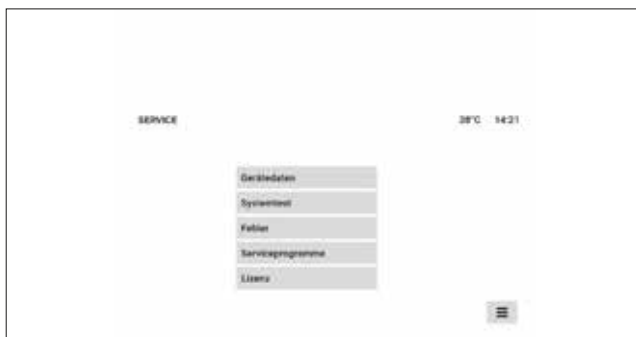 SERVICE 28°C 14:21
Gerätedaten
Systemtest
Fehler
Serviceprogramme
Lizenz